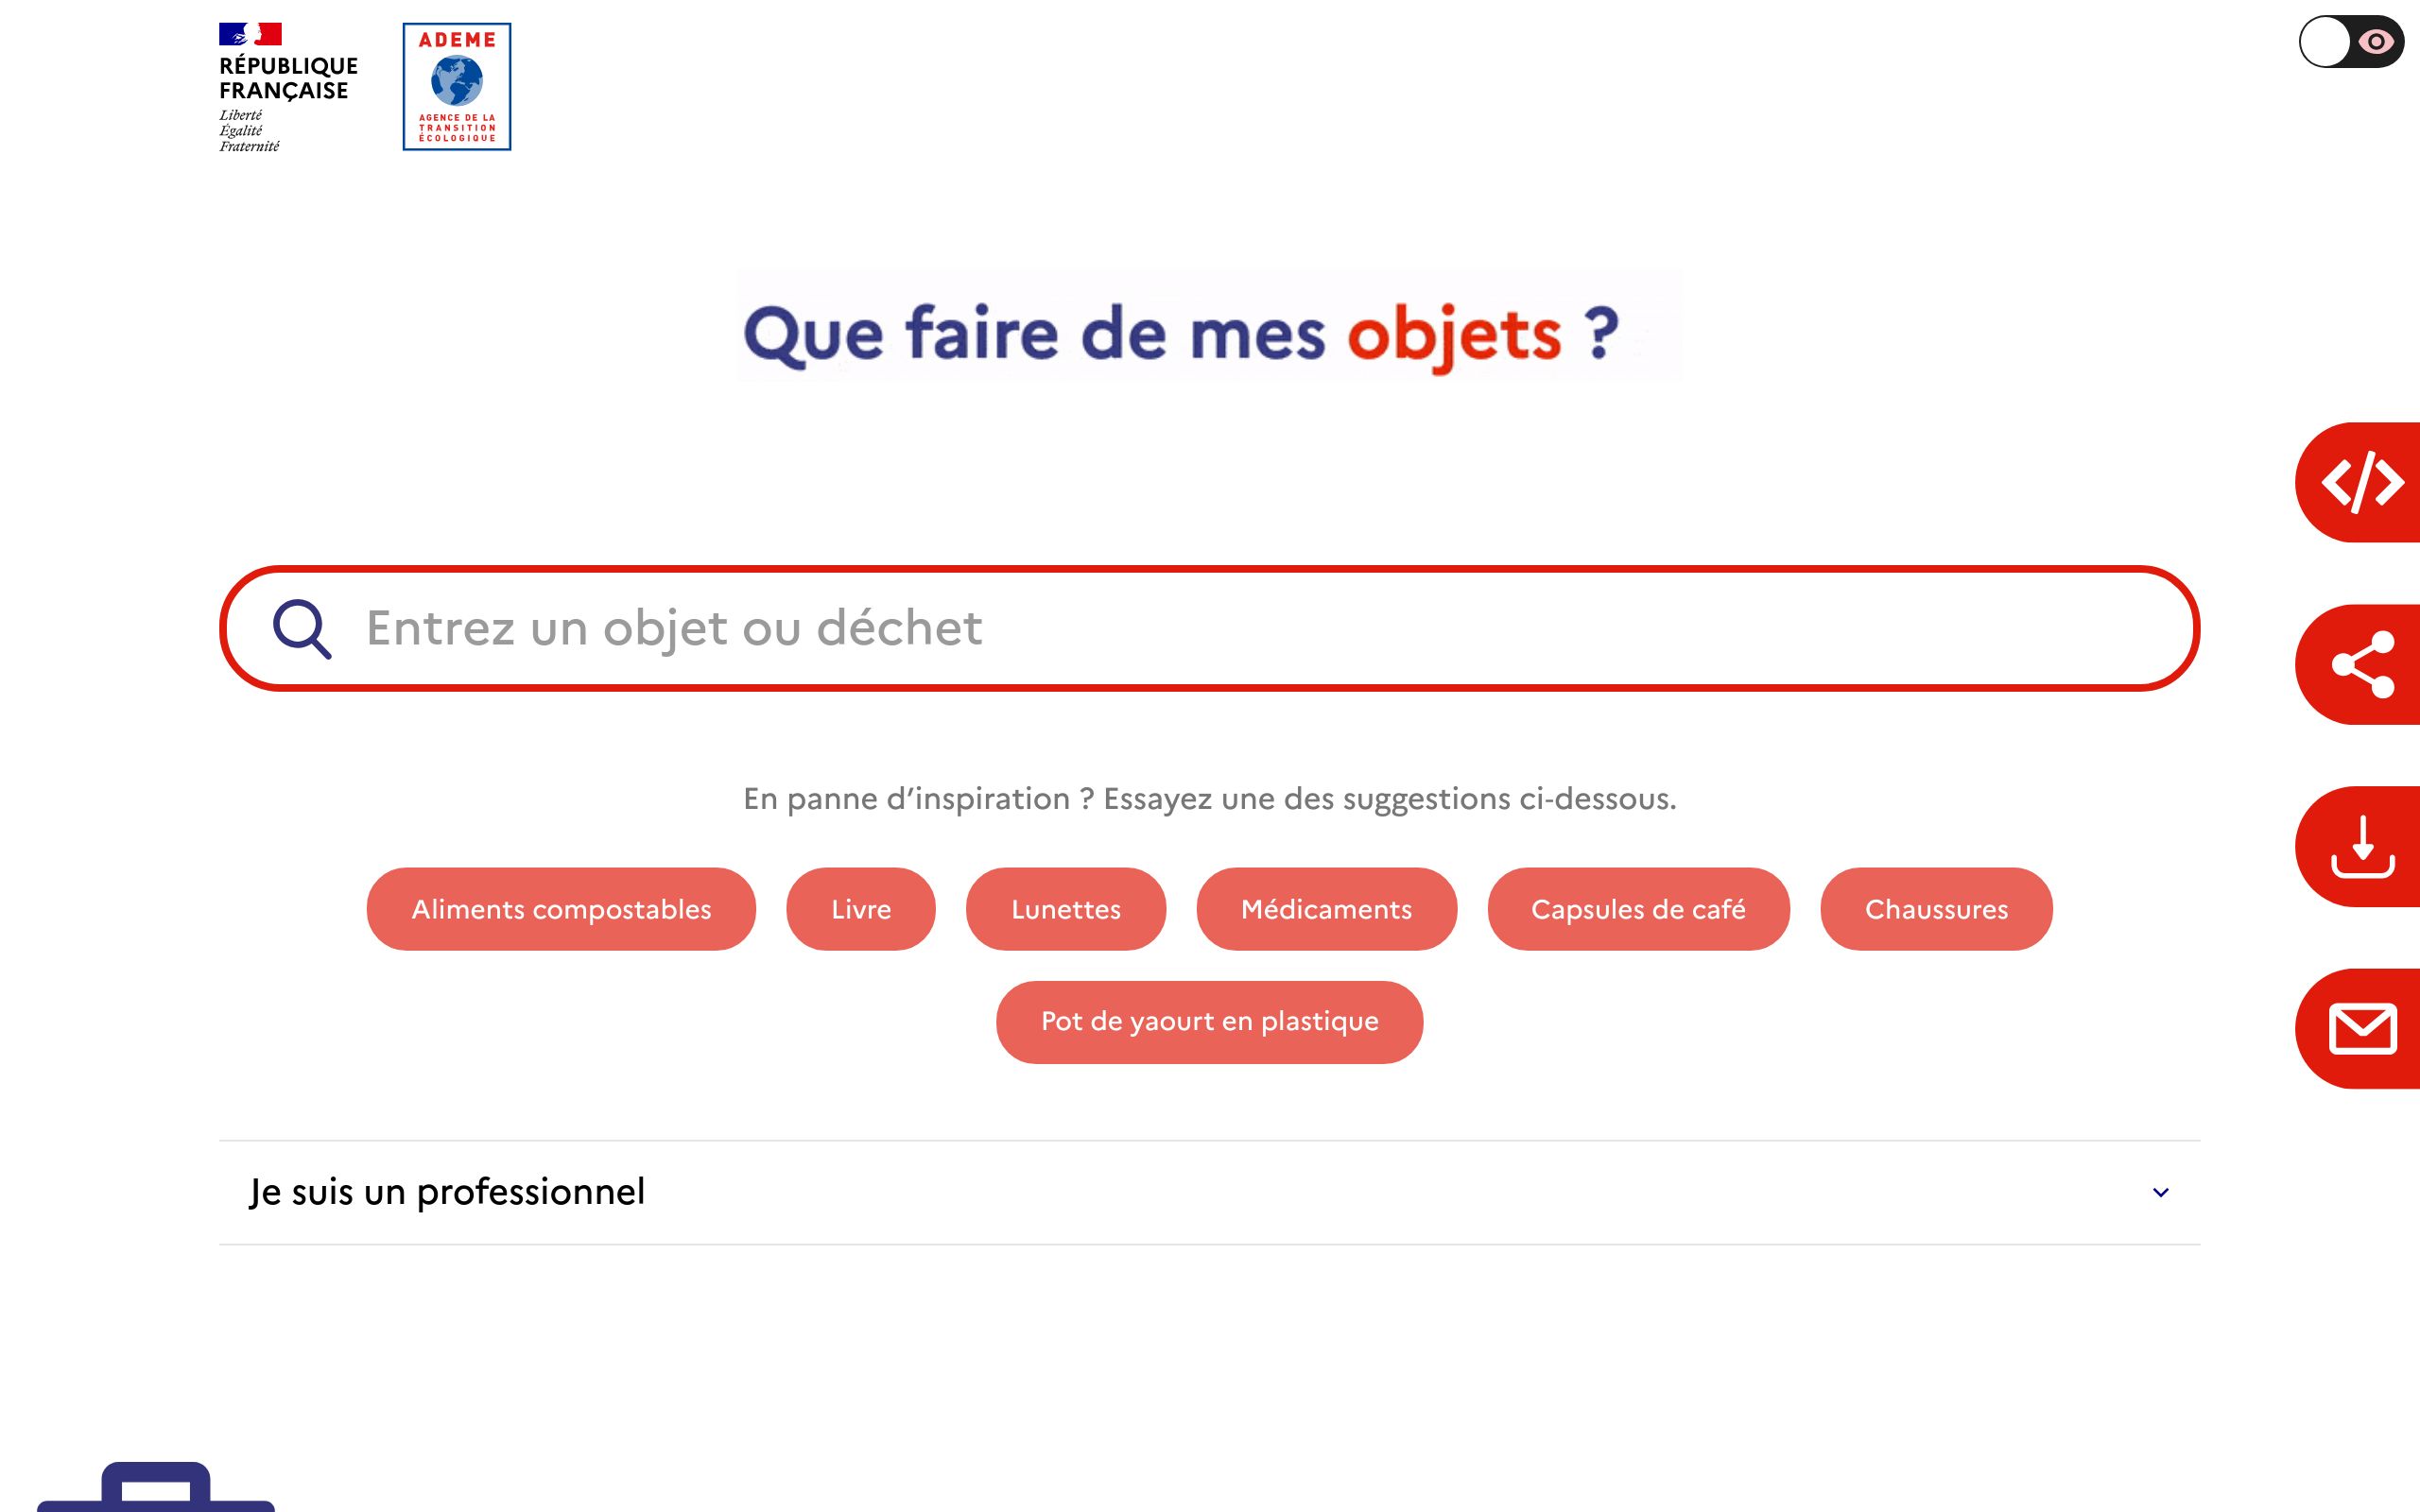 RÉPUBLIQUE
FRANÇAISE
Liberté
Égalité
Fraternité
ADEME
AGENCE DE LA
TRANSITION
ÉCOLOGIQUE
Que faire de mes objets ?
Entrez un objet ou déchet
En panne d’inspiration ? Essayez une des suggestions ci-dessous.
Aliments compostables
Livre
Lunettes
Médicaments
Capsules de café
Chaussures
Pot de yaourt en plastique
Je suis un professionnel